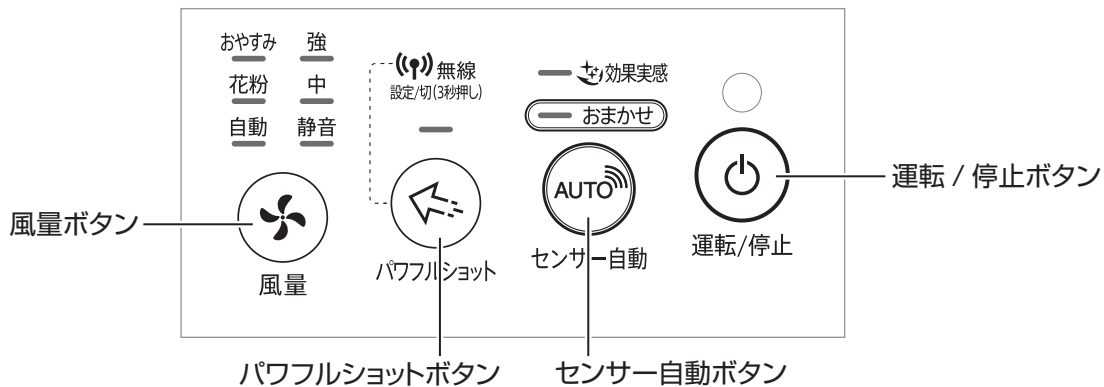 おやすみ 強
花粉 中
自動 静音
風量
無線
設定/切(3秒押し)
パワフルショット
効果実感
おまかせ
AUTO
センサー自動
運転/停止
風量ボタン
運転 / 停止ボタン
パワフルショットボタン
センサー自動ボタン